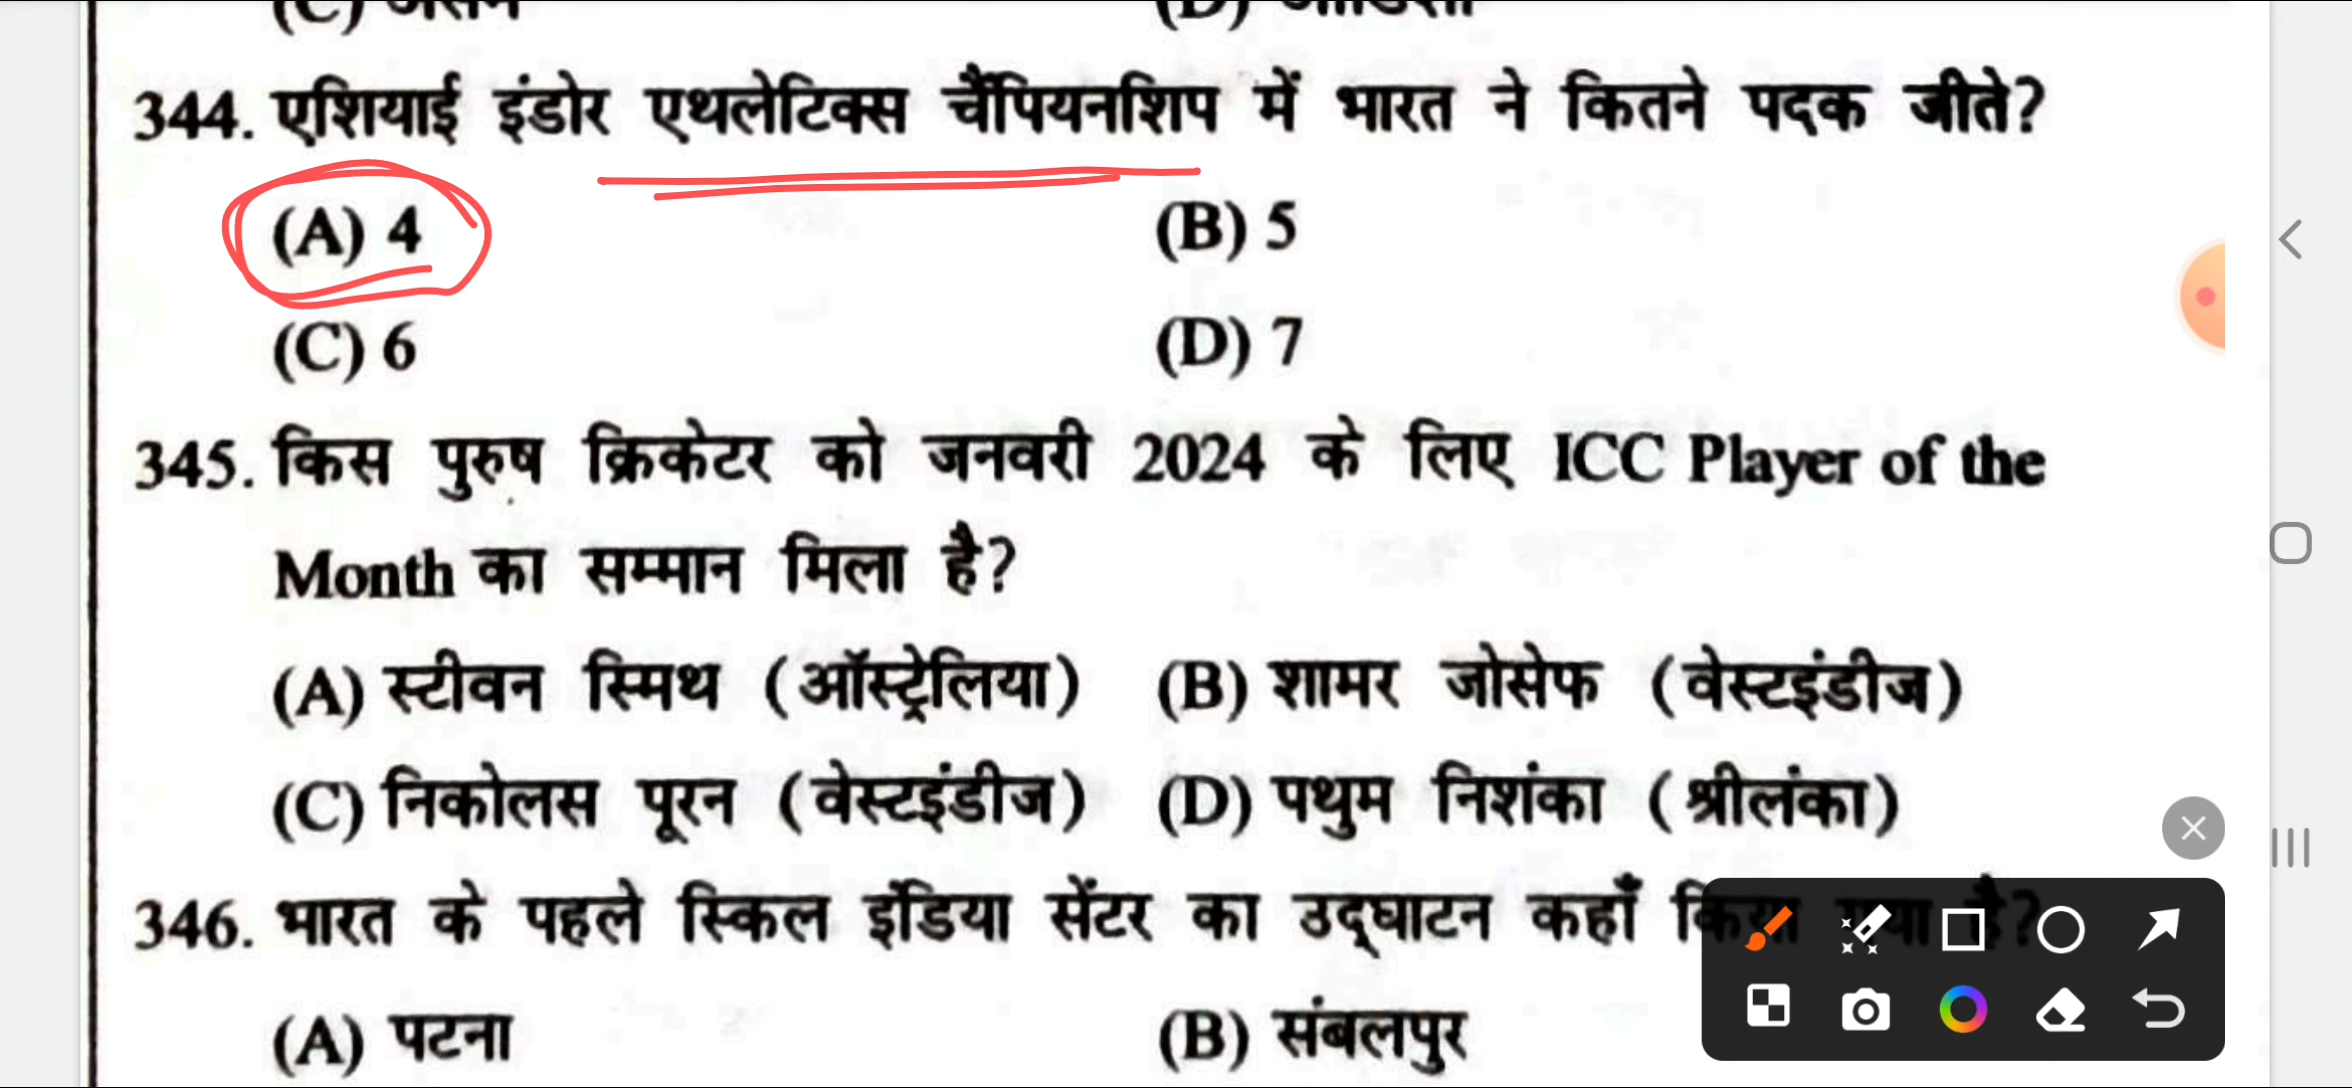 344. एशियाई इंडोर एथलेटिक्स चैंपियनशिप में भारत ने कितने पदक जीते?
(A) 4 (B) 5
(C) 6 (D) 7
345. किस पुरुष क्रिकेटर को जनवरी 2024 के लिए ICC Player of the
Month का सम्मान मिला है?
(A) स्टीवन स्मिथ (ऑस्ट्रेलिया) (B) शामर जोसेफ (वेस्टइंडीज)
(C) निकोलस पूरन (वेस्टइंडीज) (D) पथुम निशंका (श्रीलंका)
346. भारत के पहले स्किल इंडिया सेंटर का उद्घाटन कहाँ किया गया है?
(A) पटना (B) संबलपुर